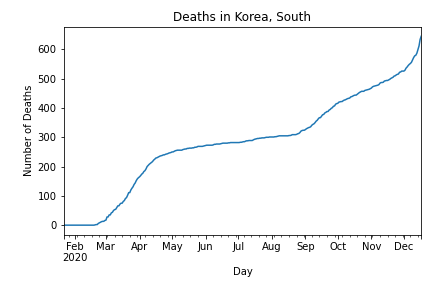 Deaths in Korea, South
Number of Deaths
600
500
400
300
200
100
0
Feb Mar Apr May Jun Jul Aug Sep Oct Nov Dec
2020
Day